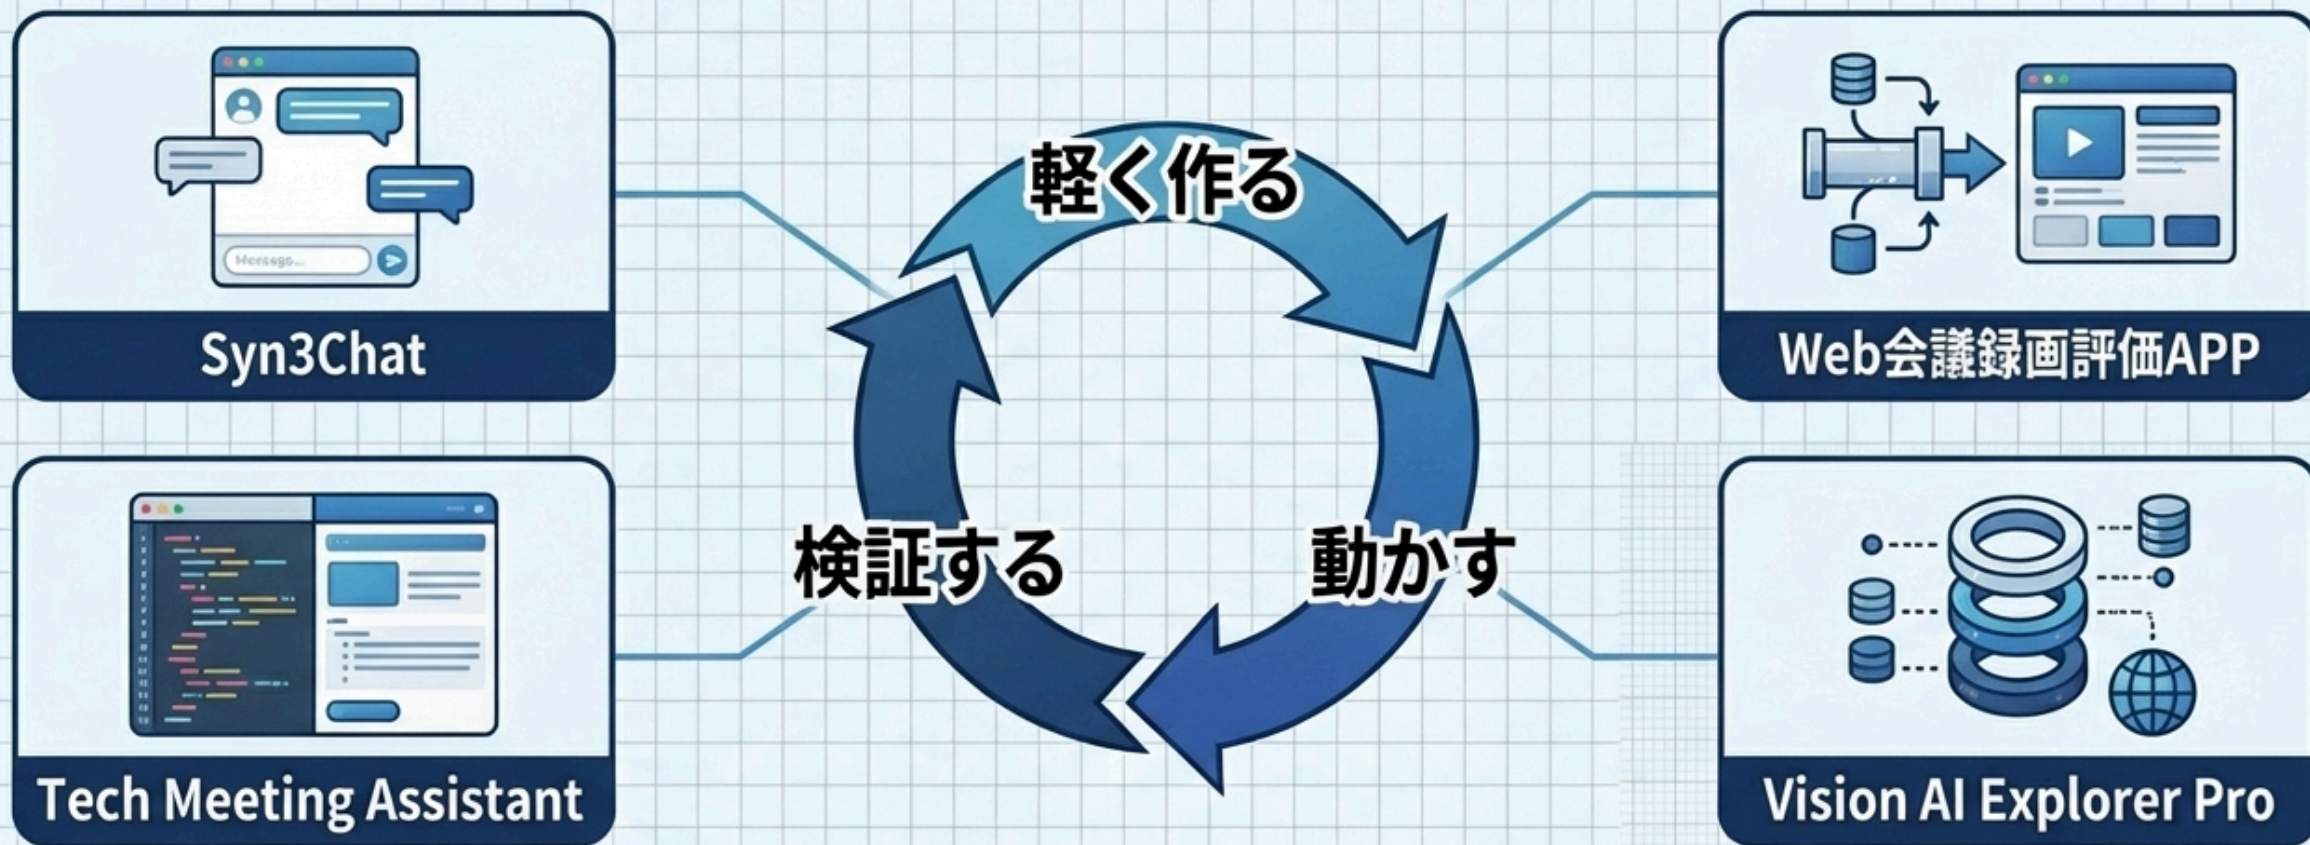 Syn3Chat
軽く作る
Web会議録画評価APP
検証する
動かす
Tech Meeting Assistant
Vision AI Explorer Pro